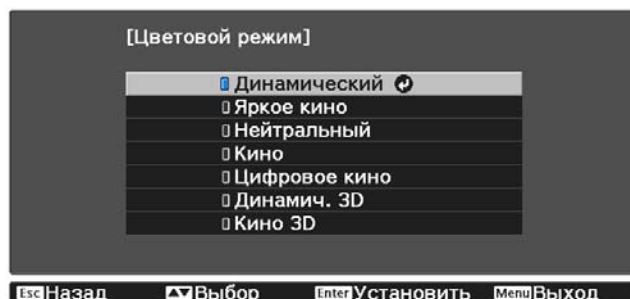 [Цветовой режим]
Динамический
Яркое кино
Нейтральный
Кино
Цифровое кино
Динамич. 3D
Кино 3D
Esc Назад Выбор Enter Установить Menu Выход